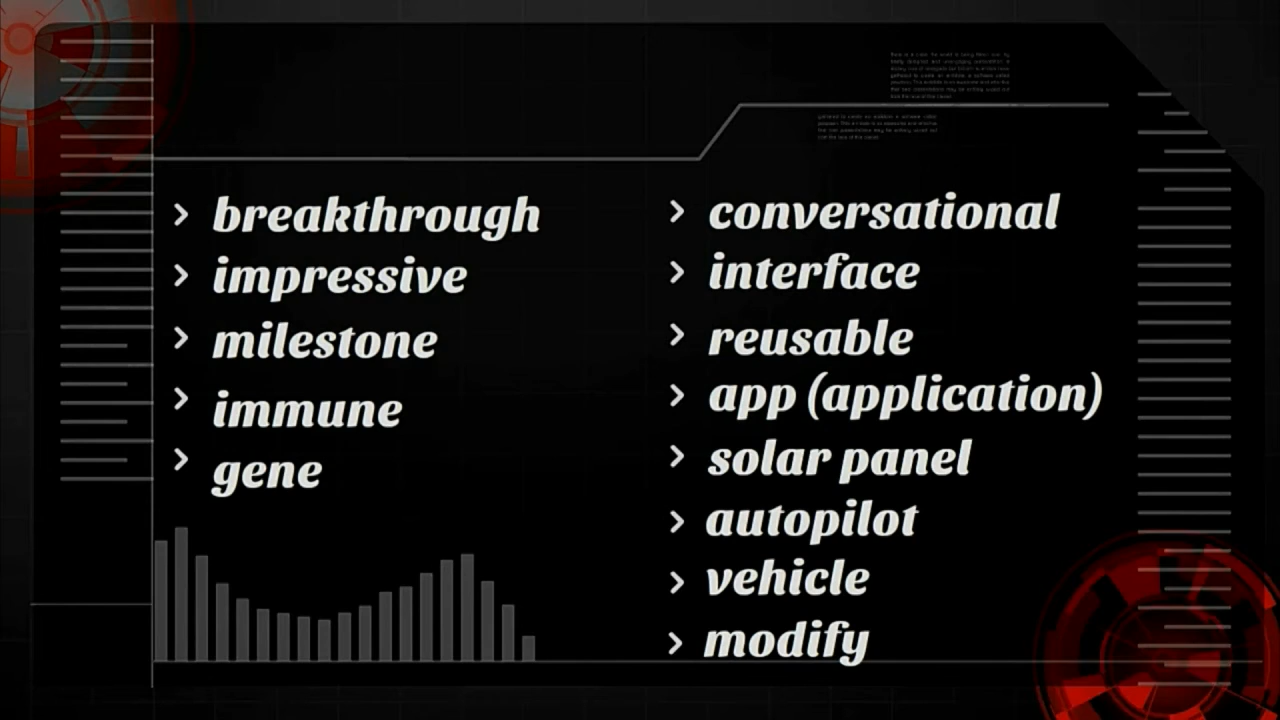 breakthrough
impressive
milestone
immune
gene
conversational
interface
reusable
app (application)
solar panel
autopilot
vehicle
modify